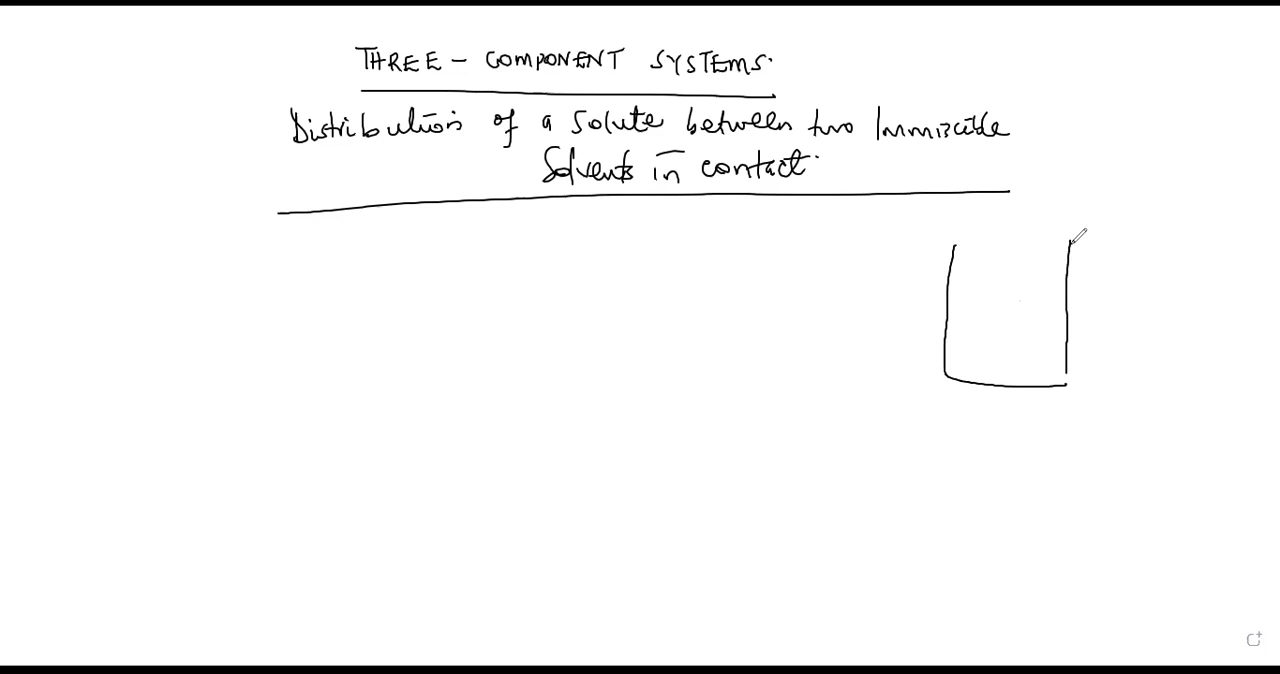 THREE - COMPONENT SYSTEMS.
Distribution of a Solute between two Immiscible
Solvents in contact.